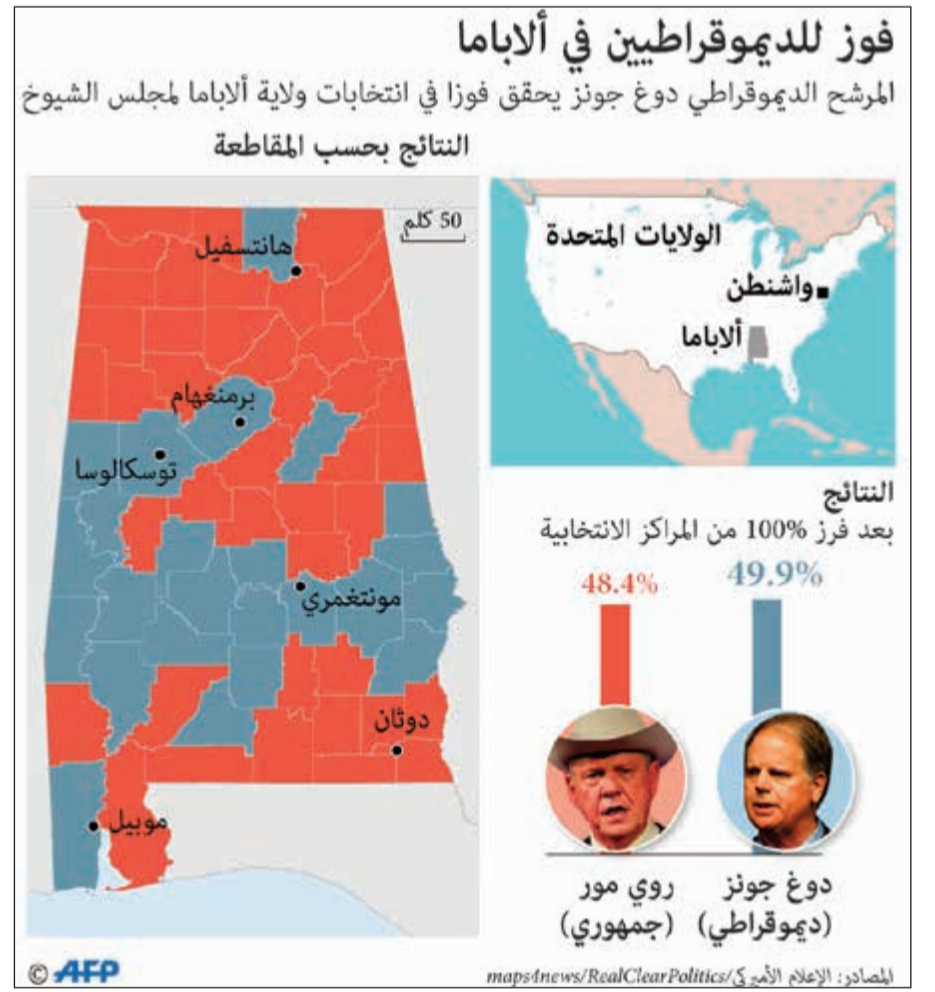 فوز للديموقراطيين في ألاباما
المرشح الديموقراطي دوغ جونز يحقق فوزا في انتخابات ولاية ألاباما لمجلس الشيوخ
النتائج بحسب المقاطعة
50 كلم
هانتسفيل
برمنغهام
توسكالوسا
مونتغمري
دوثان
موبيل
الولايات المتحدة
واشنطن
ألاباما
النتائج
بعد فرز 100% من المراكز الانتخابية
49.9%
48.4%
دوغ جونز
(ديموقراطي)
روي مور
(جمهوري)
المصادر: الإعلام الأميركي/maps4news/RealClearPolitics
© AFP